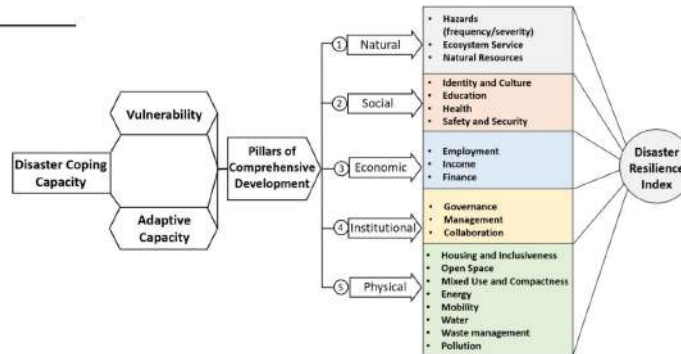 Disaster Coping
Capacity
Vulnerability
Adaptive
Capacity
Pillars of
Comprehensive
Development
1 Natural
• Hazards
(frequency/severity)
• Ecosystem Service
• Natural Resources
2 Social
• Identity and Culture
• Education
• Health
• Safety and Security
3 Economic
• Employment
• Income
• Finance
4 Institutional
• Governance
• Management
• Collaboration
5 Physical
• Housing and Inclusiveness
• Open Space
• Mixed Use and Compactness
• Energy
• Mobility
• Water
• Waste management
• Pollution
Disaster
Resilience
Index